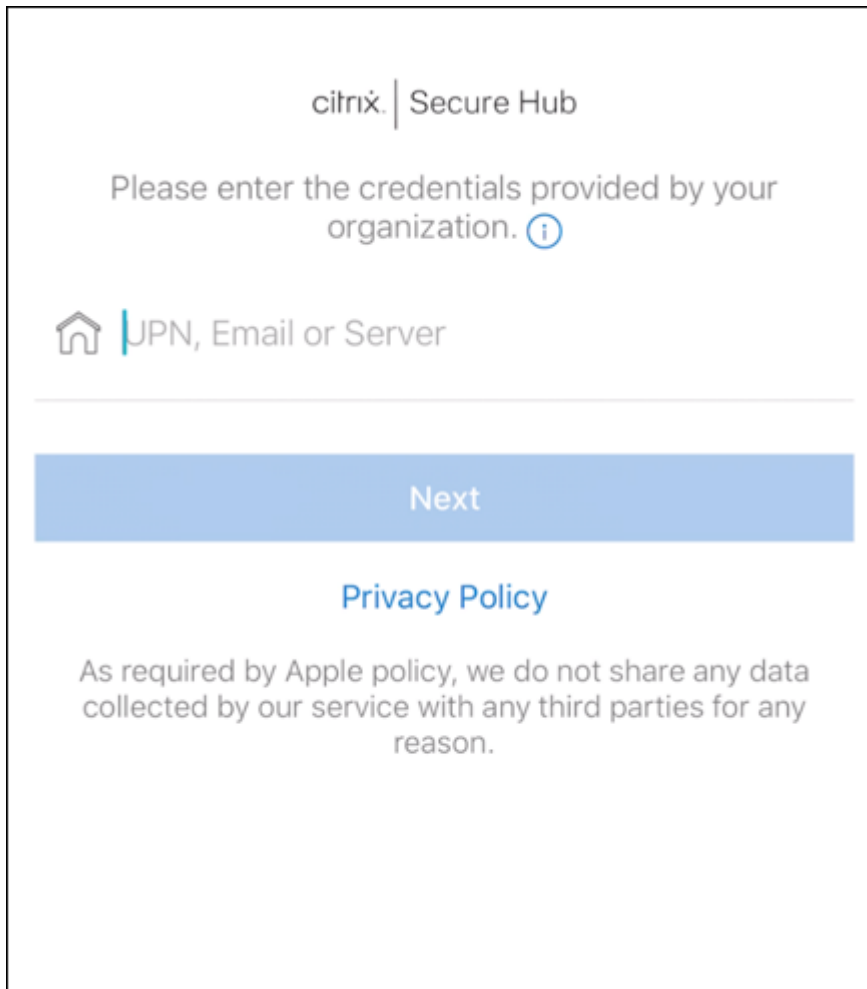 citrix. | Secure Hub
Please enter the credentials provided by your
organization.
UPN, Email or Server
Next
Privacy Policy
As required by Apple policy, we do not share any data
collected by our service with any third parties for any
reason.